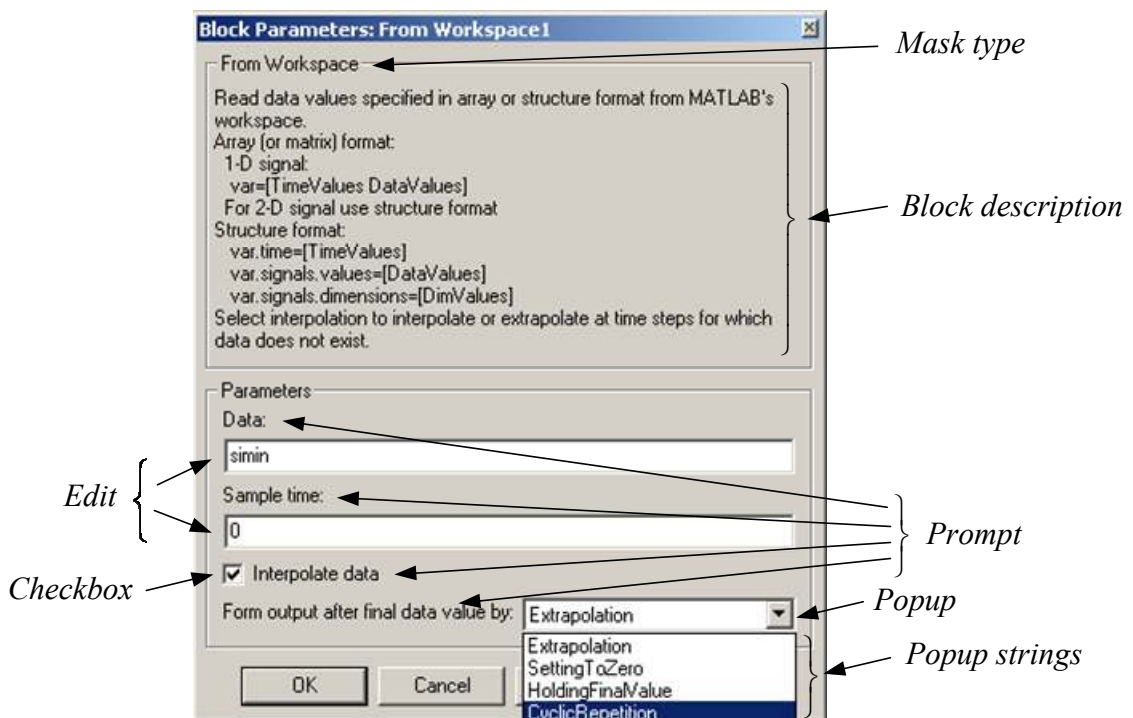 Block Parameters: From Workspace1
Mask type
From Workspace
Read data values specified in array or structure format from MATLAB's
workspace.
Array (or matrix) format:
1-D signal:
var=[TimeValues DataValues]
For 2-D signal use structure format
Structure format:
var.time=[TimeValues]
var.signals.values=[DataValues]
var.signals.dimensions=[DimValues]
Select interpolation to interpolate or extrapolate at time steps for which
data does not exist.
Block description
Parameters
Data:
simin
Edit
Sample time:
0
Prompt
Checkbox
Interpolate data
Form output after final data value by:
Extrapolation
Popup
Extrapolation
SettingToZero
HoldingFinalValue
CyclicRepetition
Popup strings
OK
Cancel